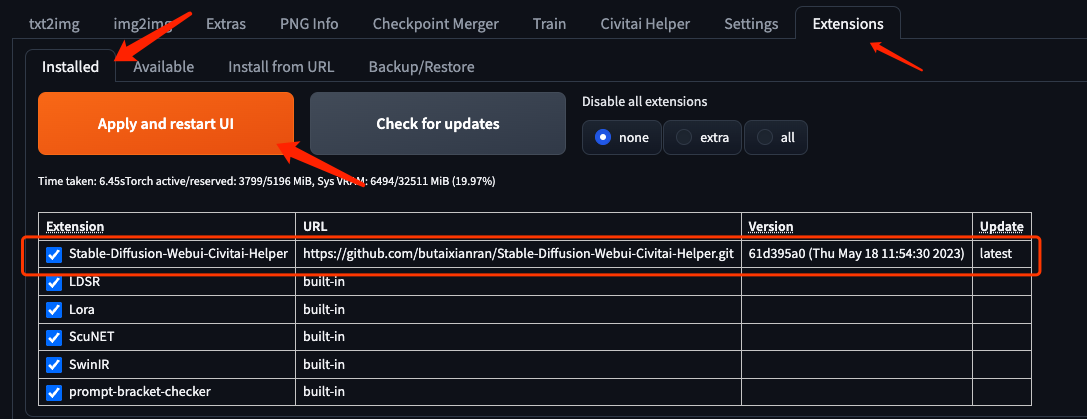 txt2img img2img Extras PNG Info Checkpoint Merger Train Civitai Helper Settings Extensions
Installed Available Install from URL Backup/Restore
Disable all extensions
Apply and restart UI Check for updates none extra all
Time taken: 6.45sTorch active/reserved: 3799/5196 MiB, Sys VRAM: 6494/32511 MiB (19.97%)
Extension URL Version Update
Stable-Diffusion-Webui-Civitai-Helper https://github.com/butaixianran/Stable-Diffusion-Webui-Civitai-Helper.git 61d395a0 (Thu May 18 11:54:30 2023) latest
LDSR built-in
Lora built-in
ScuNET built-in
SwinIR built-in
prompt-bracket-checker built-in